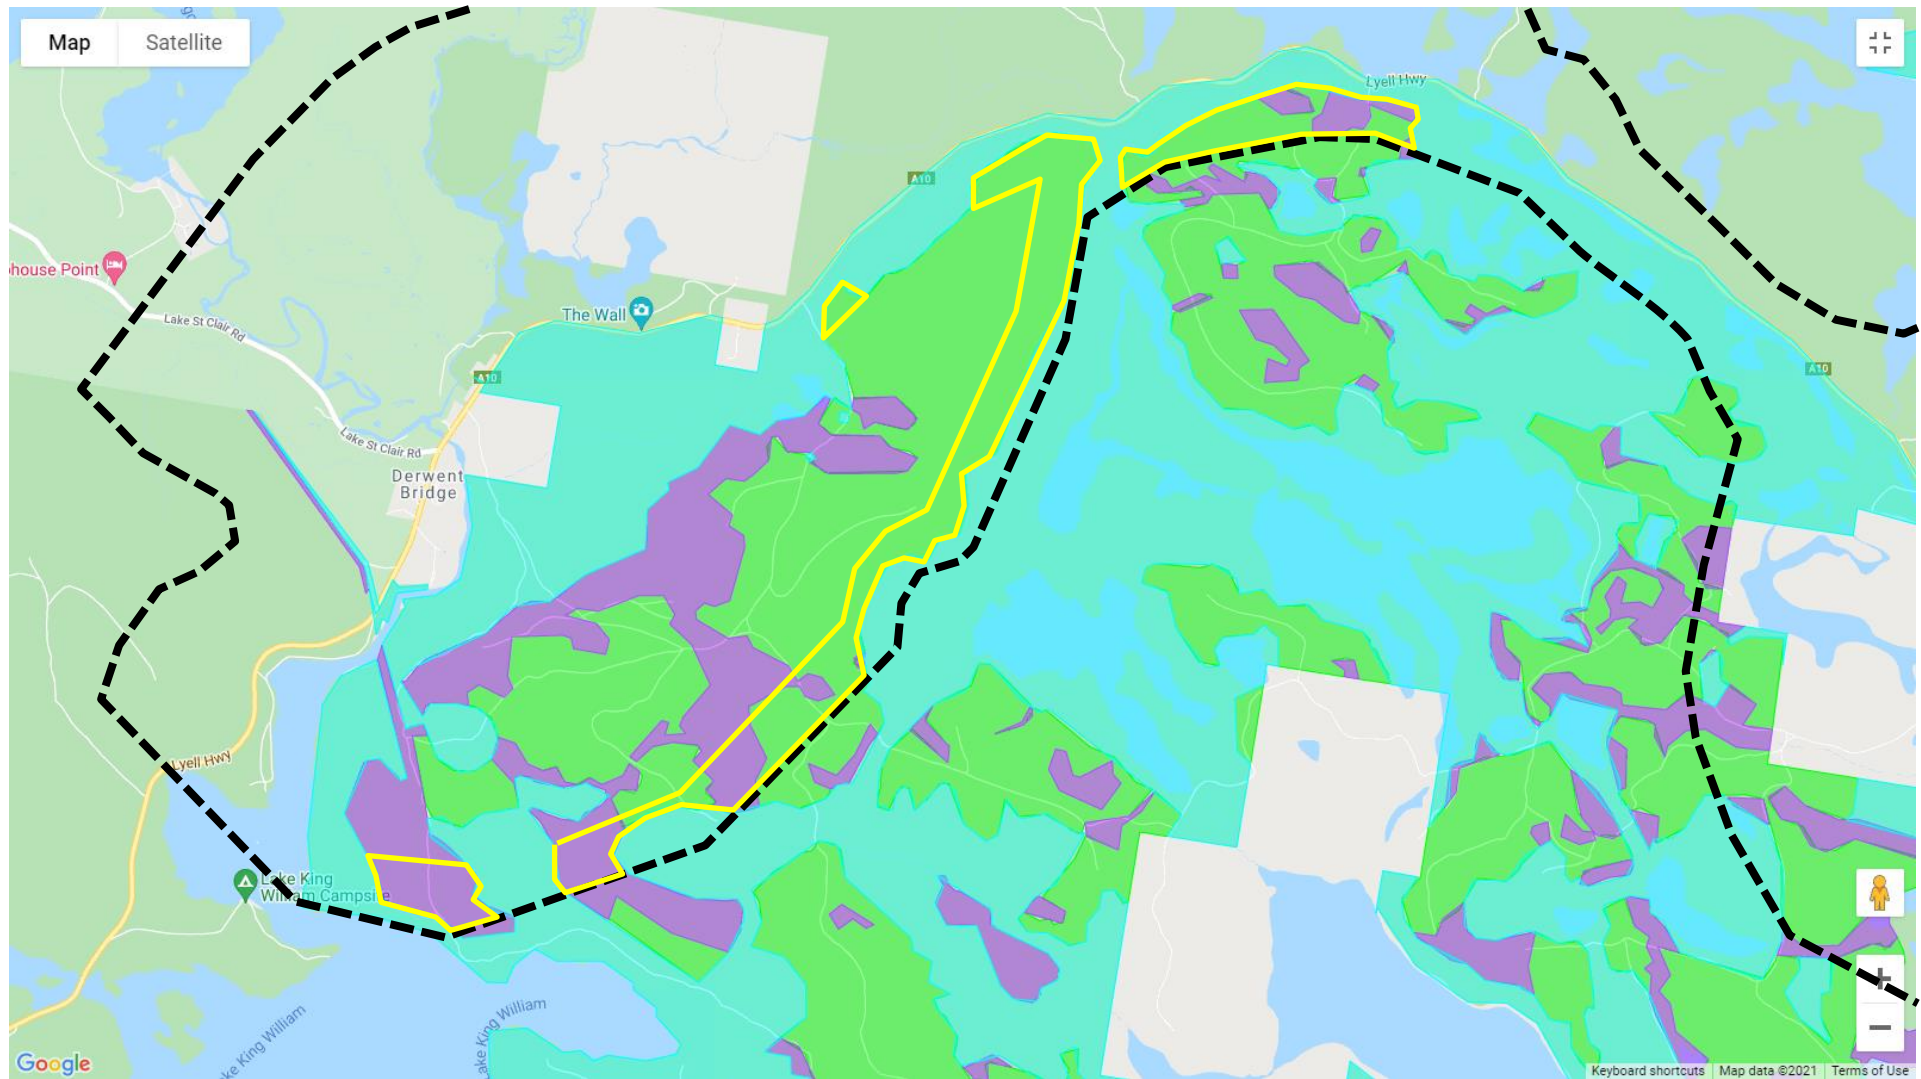 Map
Satellite
Lyell Hwy
A10
house Point
The Wall
Lake St Clair Rd
A10
A10
Lake St Clair Rd
Derwent
Bridge
Lyell Hwy
Lake King
William Campsite
Lake King William
ke King William
Google
Keyboard shortcuts
Map data ©2021
Terms of Use